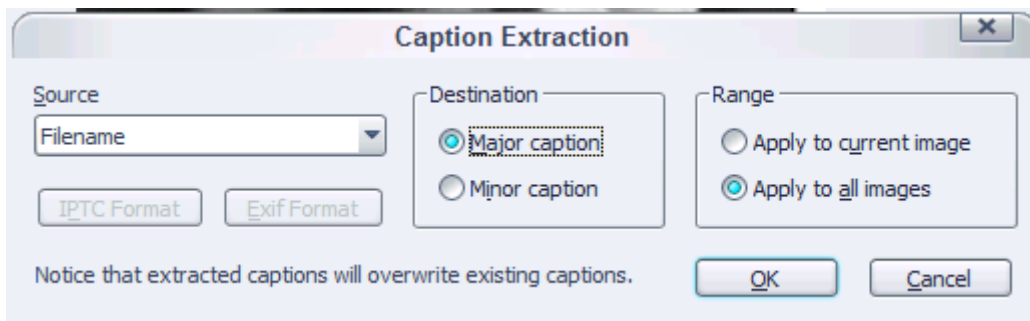 Caption Extraction
Source
Filename
IPTC Format
Exif Format
Destination
Major caption
Minor caption
Range
Apply to current image
Apply to all images
Notice that extracted captions will overwrite existing captions.
OK
Cancel